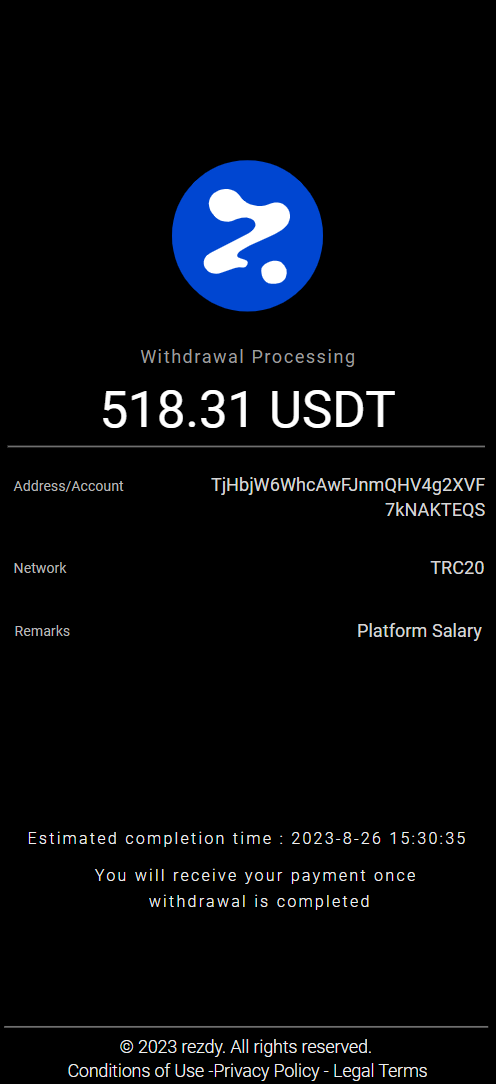 Withdrawal Processing
518.31 USDT
Address/Account
TjHbjW6WhcAwFJnmQHV4g2XVF
7kNAKTEQS
Network
TRC20
Remarks
Platform Salary
Estimated completion time : 2023-8-26 15:30:35
You will receive your payment once
withdrawal is completed
© 2023 rezdy. All rights reserved.
Conditions of Use -Privacy Policy - Legal Terms